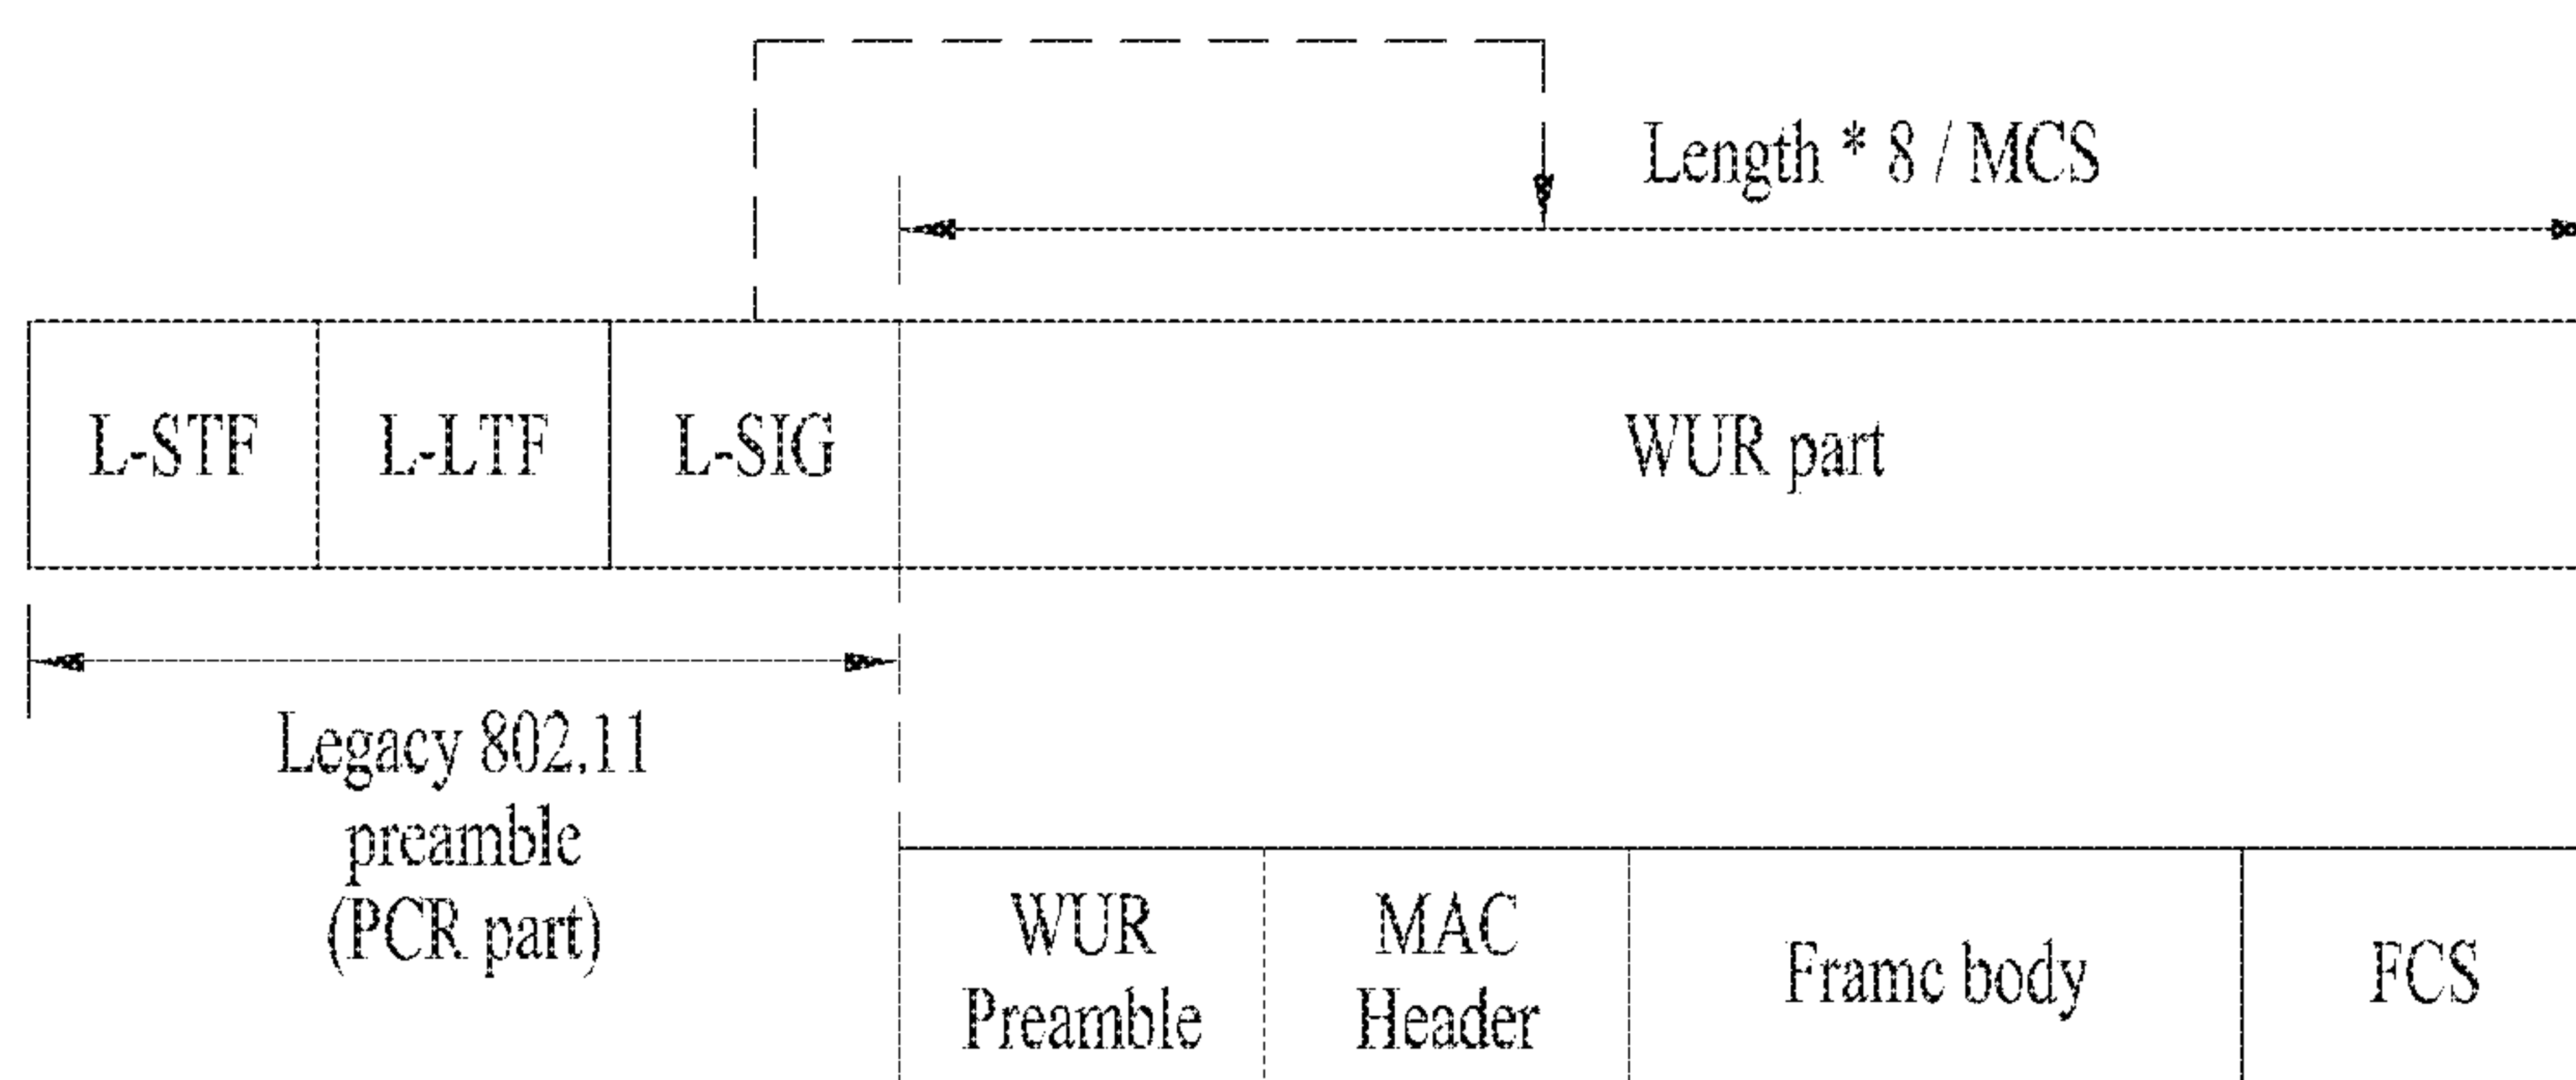 Length * 8 / MCS
L-STF
L-LTF
L-SIG
WUR part
Legacy 802.11
preamble
(PCR part)
WUR
Preamble
MAC
Header
Frame body
FCS